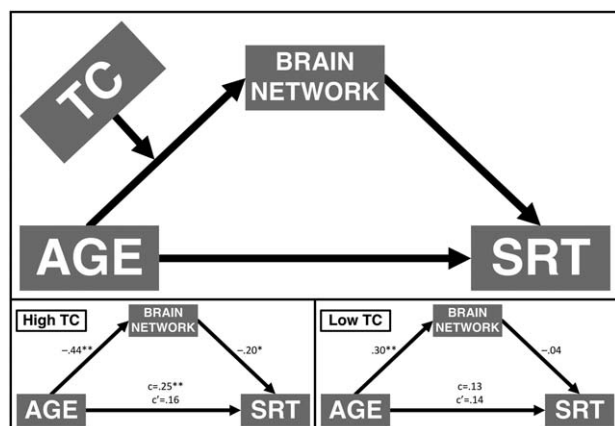 TC
BRAIN
NETWORK
AGE
SRT
High TC
BRAIN
NETWORK
–.44**
–.20*
c=.25**
c'=.16
AGE
SRT
Low TC
BRAIN
NETWORK
.30**
–.04
c=.13
c'=.14
AGE
SRT